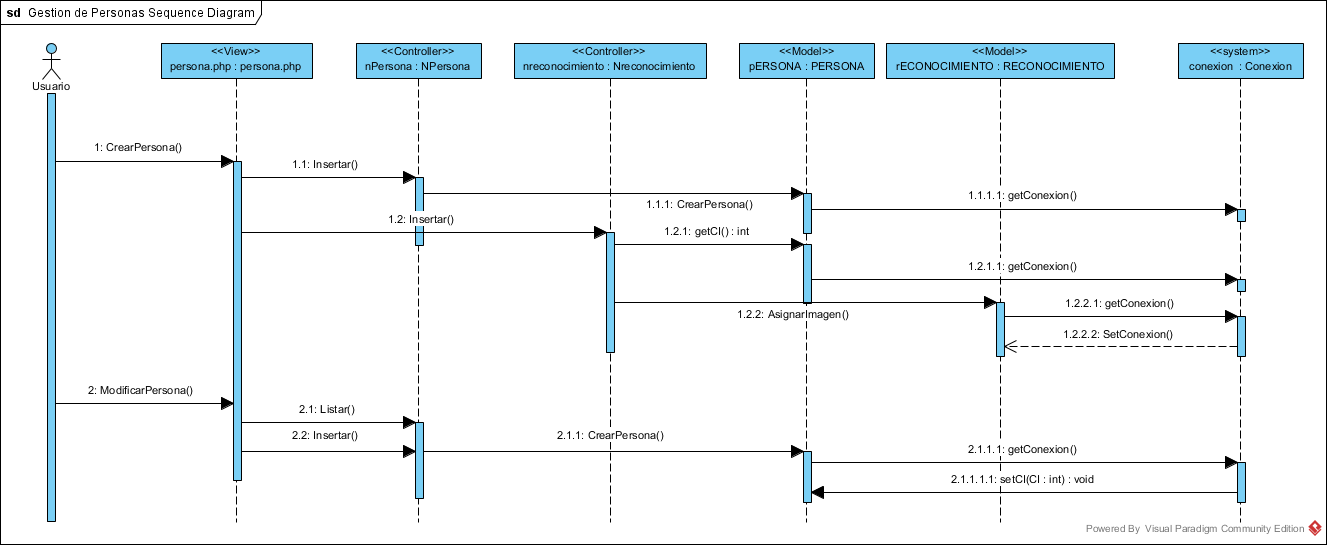 sd Gestion de Personas Sequence Diagram
Usuario
<<View>>
persona.php : persona.php
<<Controller>>
nPersona : NPersona
<<Controller>>
nreconocimiento : Nreconocimiento
<<Model>>
pERSONA : PERSONA
<<Model>>
rECONOCIMIENTO : RECONOCIMIENTO
<<system>>
conexion : Conexion
1: CrearPersona()
1.1: Insertar()
1.1.1: CrearPersona()
1.1.1.1: getConexion()
1.2: Insertar()
1.2.1: getCI() : int
1.2.1.1: getConexion()
1.2.2: AsignarImagen()
1.2.2.1: getConexion()
1.2.2.2: SetConexion()
2: ModificarPersona()
2.1: Listar()
2.2: Insertar()
2.1.1: CrearPersona()
2.1.1.1: getConexion()
2.1.1.1.1: setCI(CI : int) : void
Powered By Visual Paradigm Community Edition